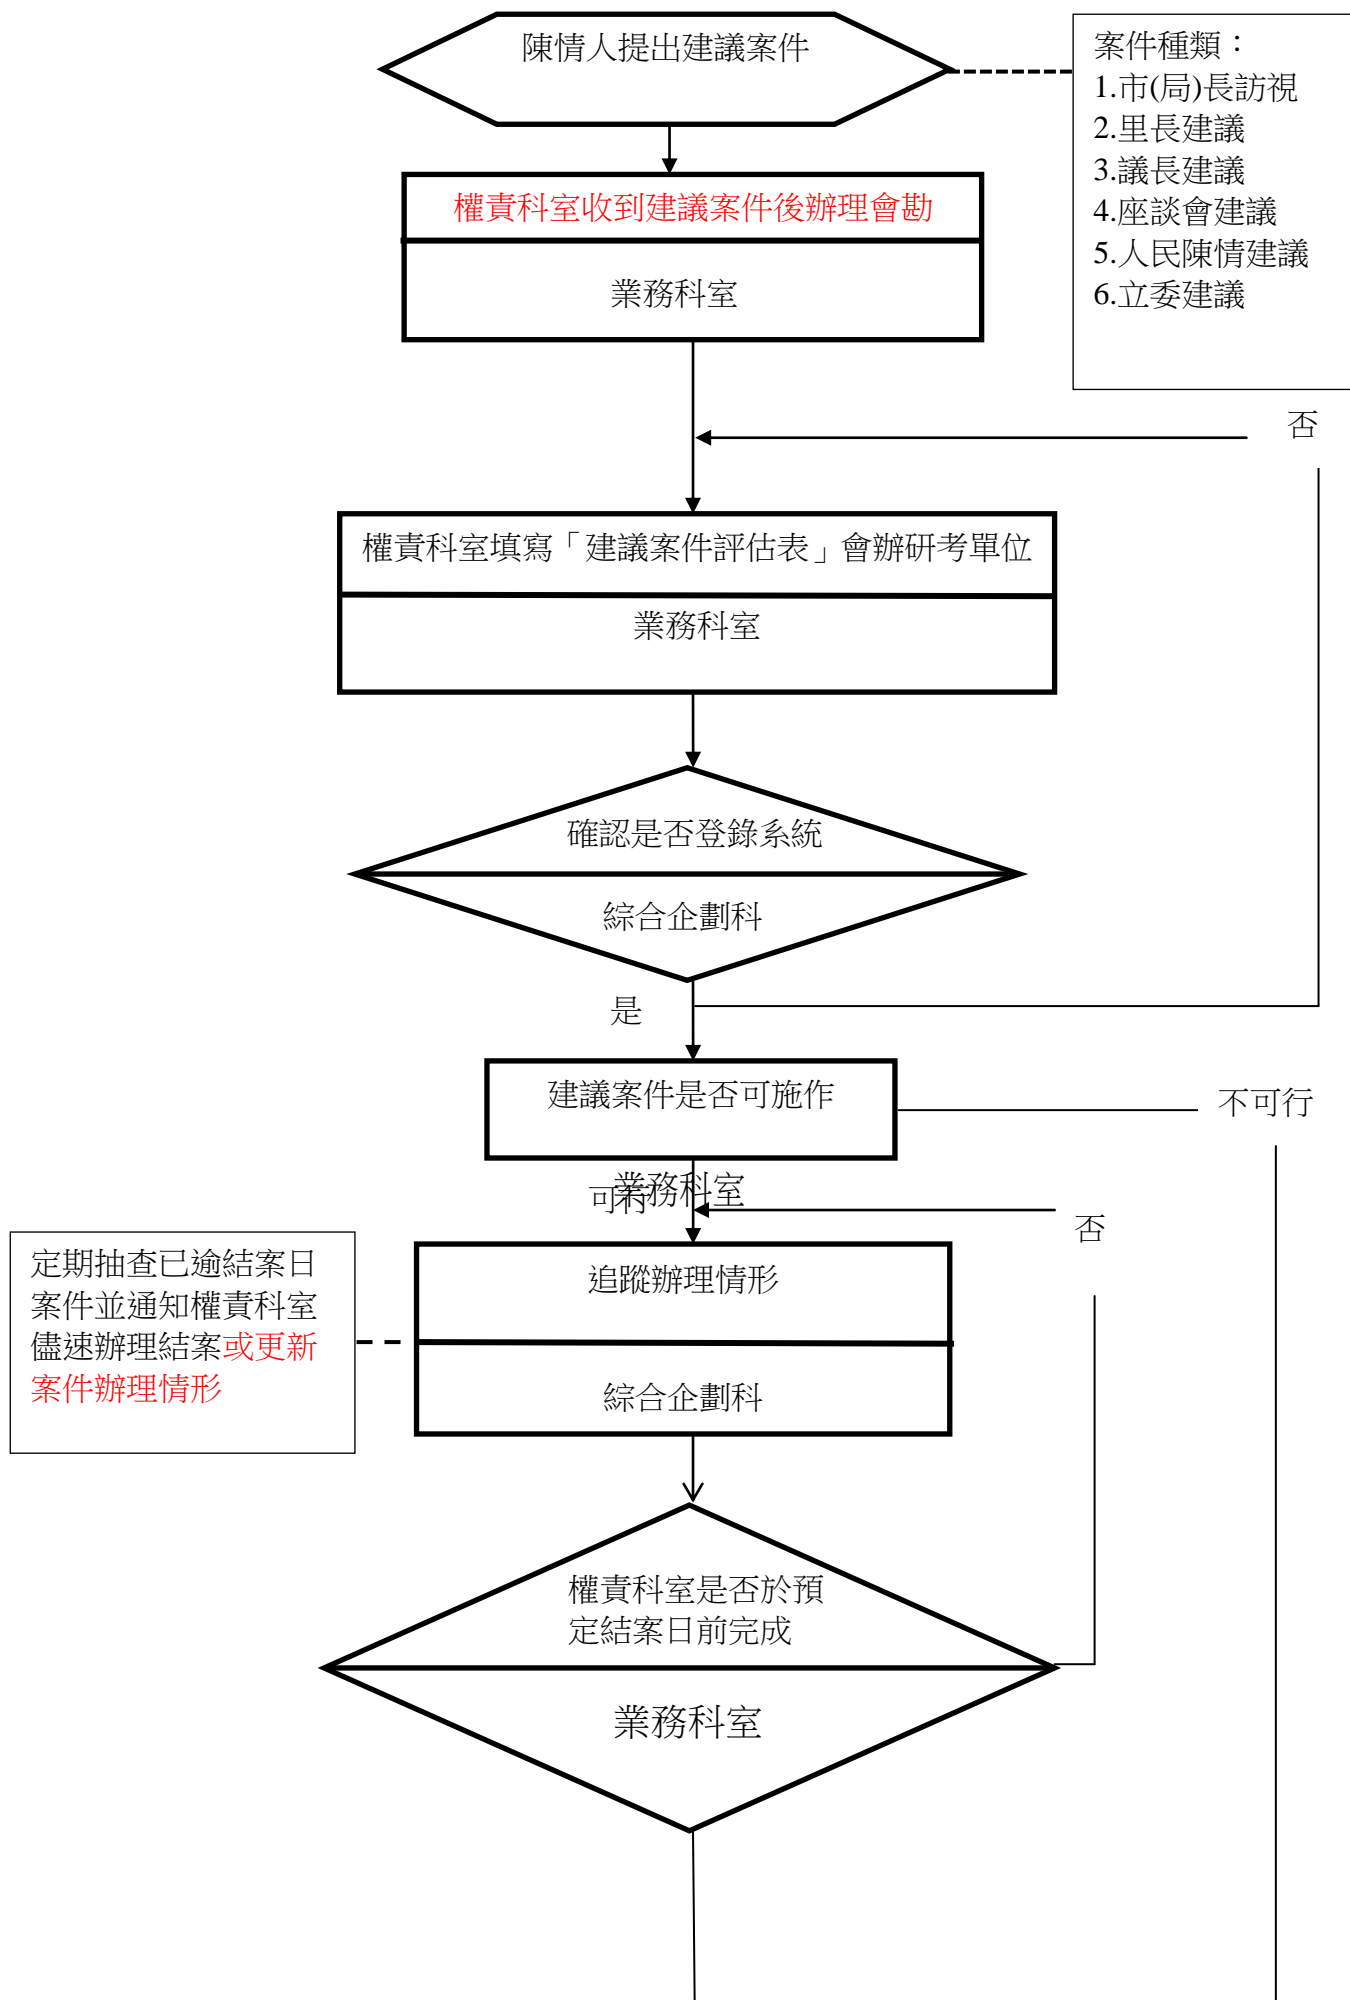 陳情人提出建議案件
案件種類：
1.市(局)長訪視
2.里長建議
3.議長建議
4.座談會建議
5.人民陳情建議
6.立委建議
權責科室收到建議案件後辦理會勘
業務科室
否
權責科室填寫「建議案件評估表」會辦研考單位
業務科室
確認是否登錄系統
綜合企劃科
是
建議案件是否可施作
不可行
業務科室
可行
否
定期抽查已逾結案日
案件並通知權責科室
儘速辦理結案或更新
案件辦理情形
追蹤辦理情形
綜合企劃科
權責科室是否於預
定結案日前完成
業務科室